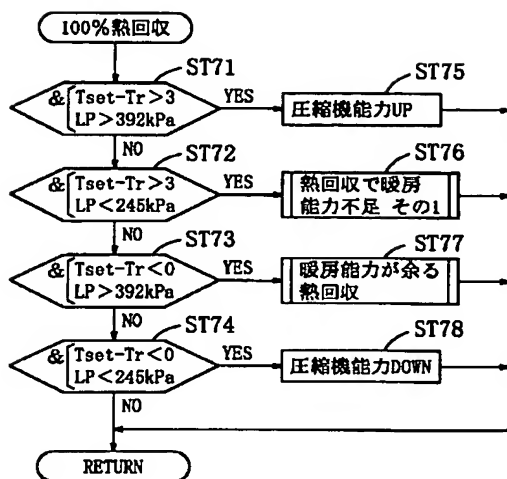 100%熱回収
ST71
& Tset-Tr>3
LP>392kPa
YES
ST75
圧縮機能力UP
NO
ST72
& Tset-Tr>3
LP<245kPa
YES
ST76
熱回収で暖房
能力不足 その1
NO
ST73
& Tset-Tr<0
LP>392kPa
YES
ST77
暖房能力が余る
熱回収
NO
ST74
& Tset-Tr<0
LP<245kPa
YES
ST78
圧縮機能力DOWN
NO
RETURN